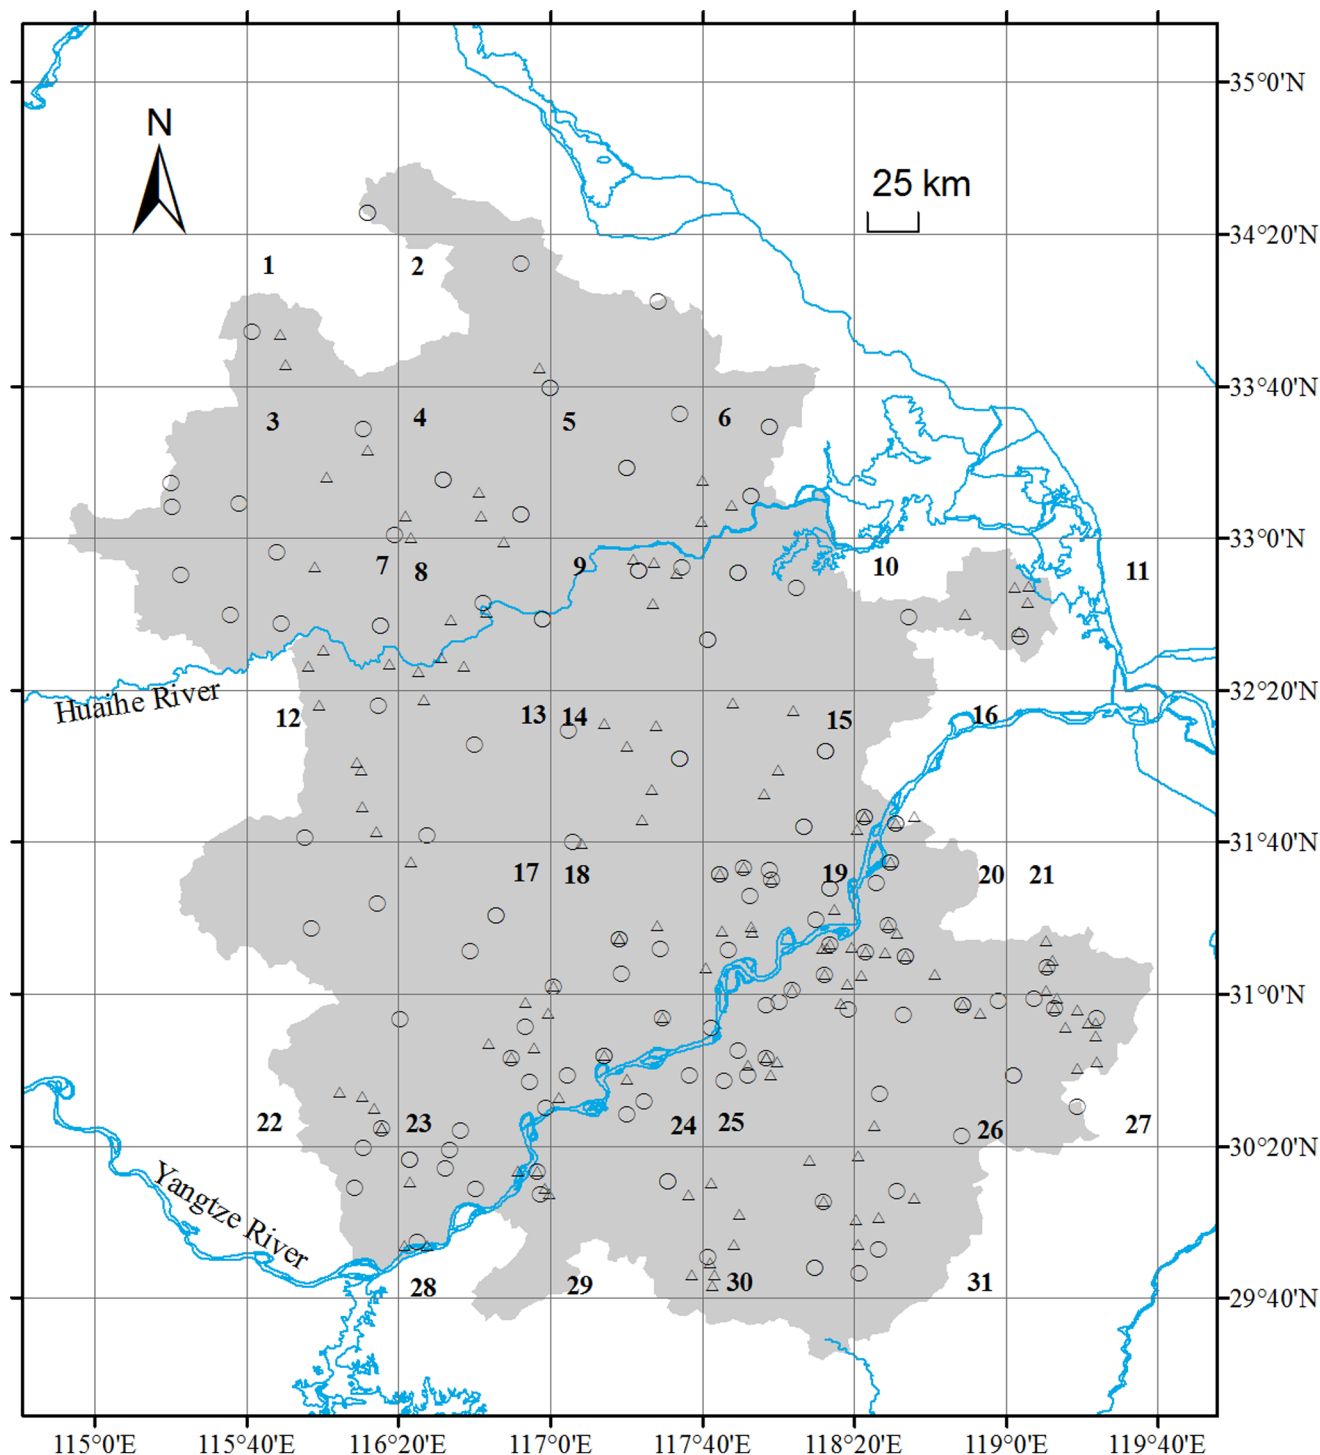 35°0'N
N
25 km
34°20'N
1 2
33°40'N
3 4 5 6
33°0'N
7 8 9 10 11
32°20'N
Huaihe River
12 13 14 15 16
31°40'N
17 18 19 20 21
31°0'N
22 23 24 25 26 27
30°20'N
Yangtze River
28 29 30 31
29°40'N
115°0'E 115°40'E 116°20'E 117°0'E 117°40'E 118°20'E 119°0'E 119°40'E